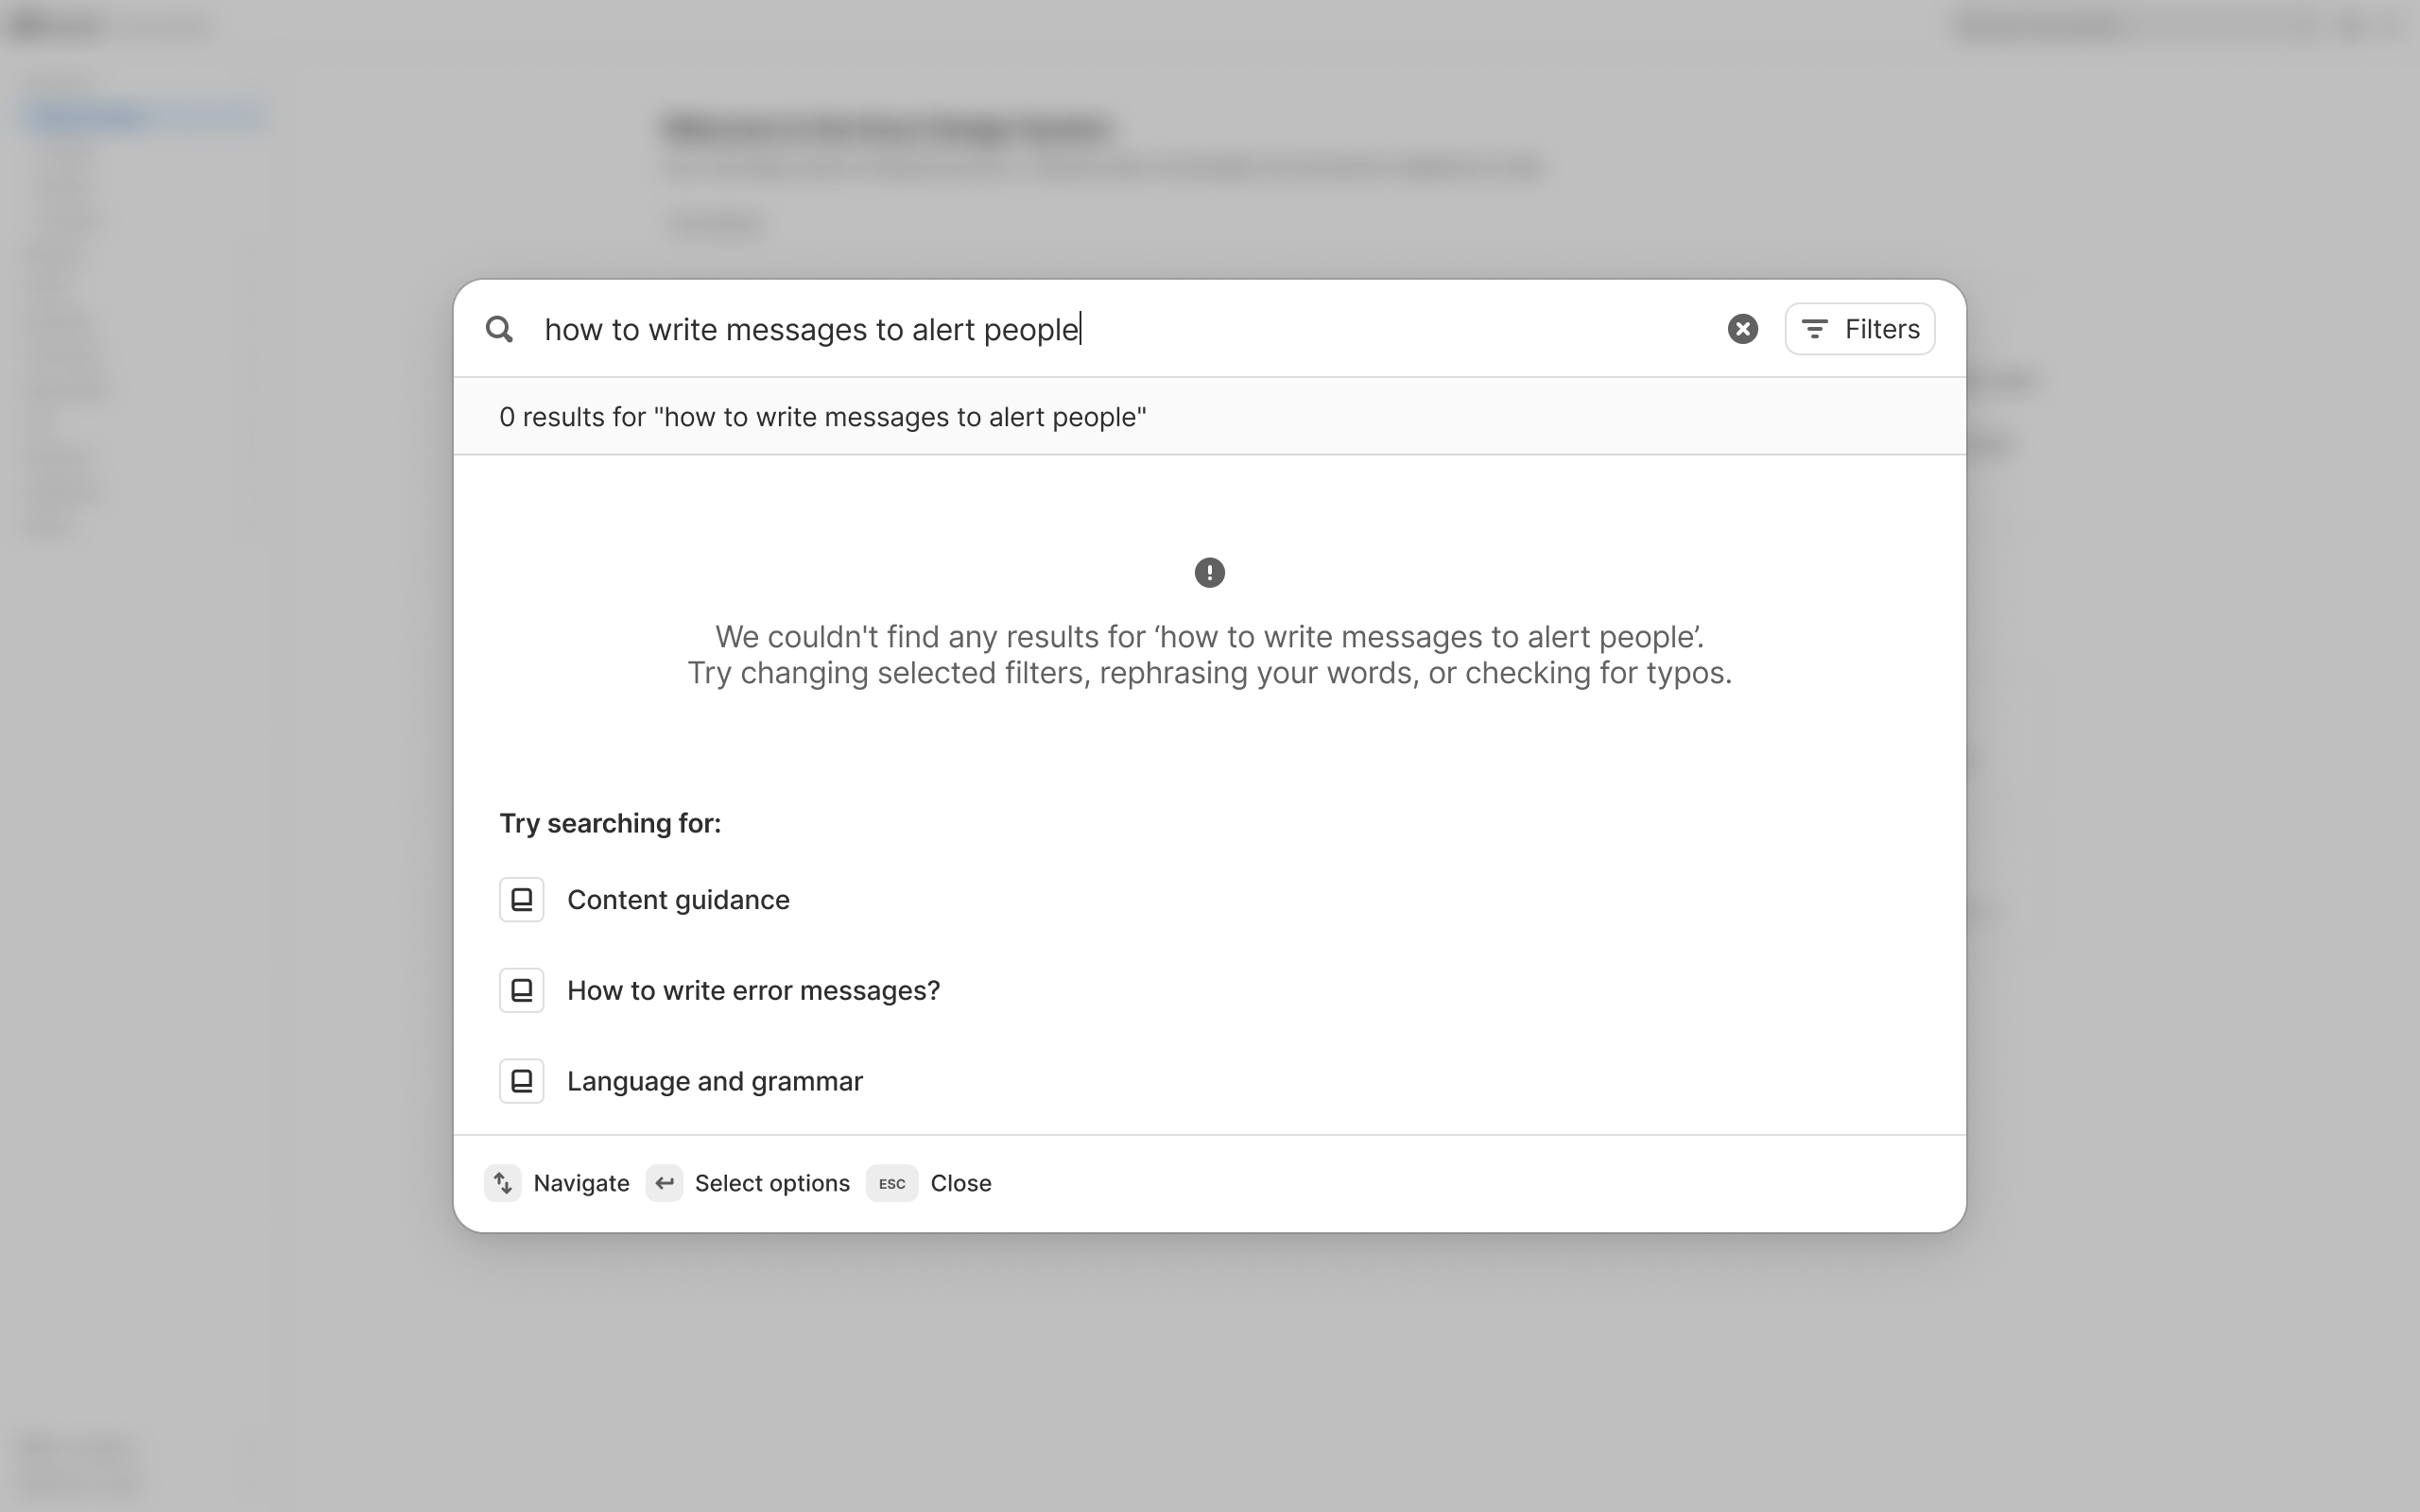 how to write messages to alert people
Filters
0 results for "how to write messages to alert people"
We couldn't find any results for ‘how to write messages to alert people’.
Try changing selected filters, rephrasing your words, or checking for typos.
Try searching for:
Content guidance
How to write error messages?
Language and grammar
Navigate
Select options
ESC
Close